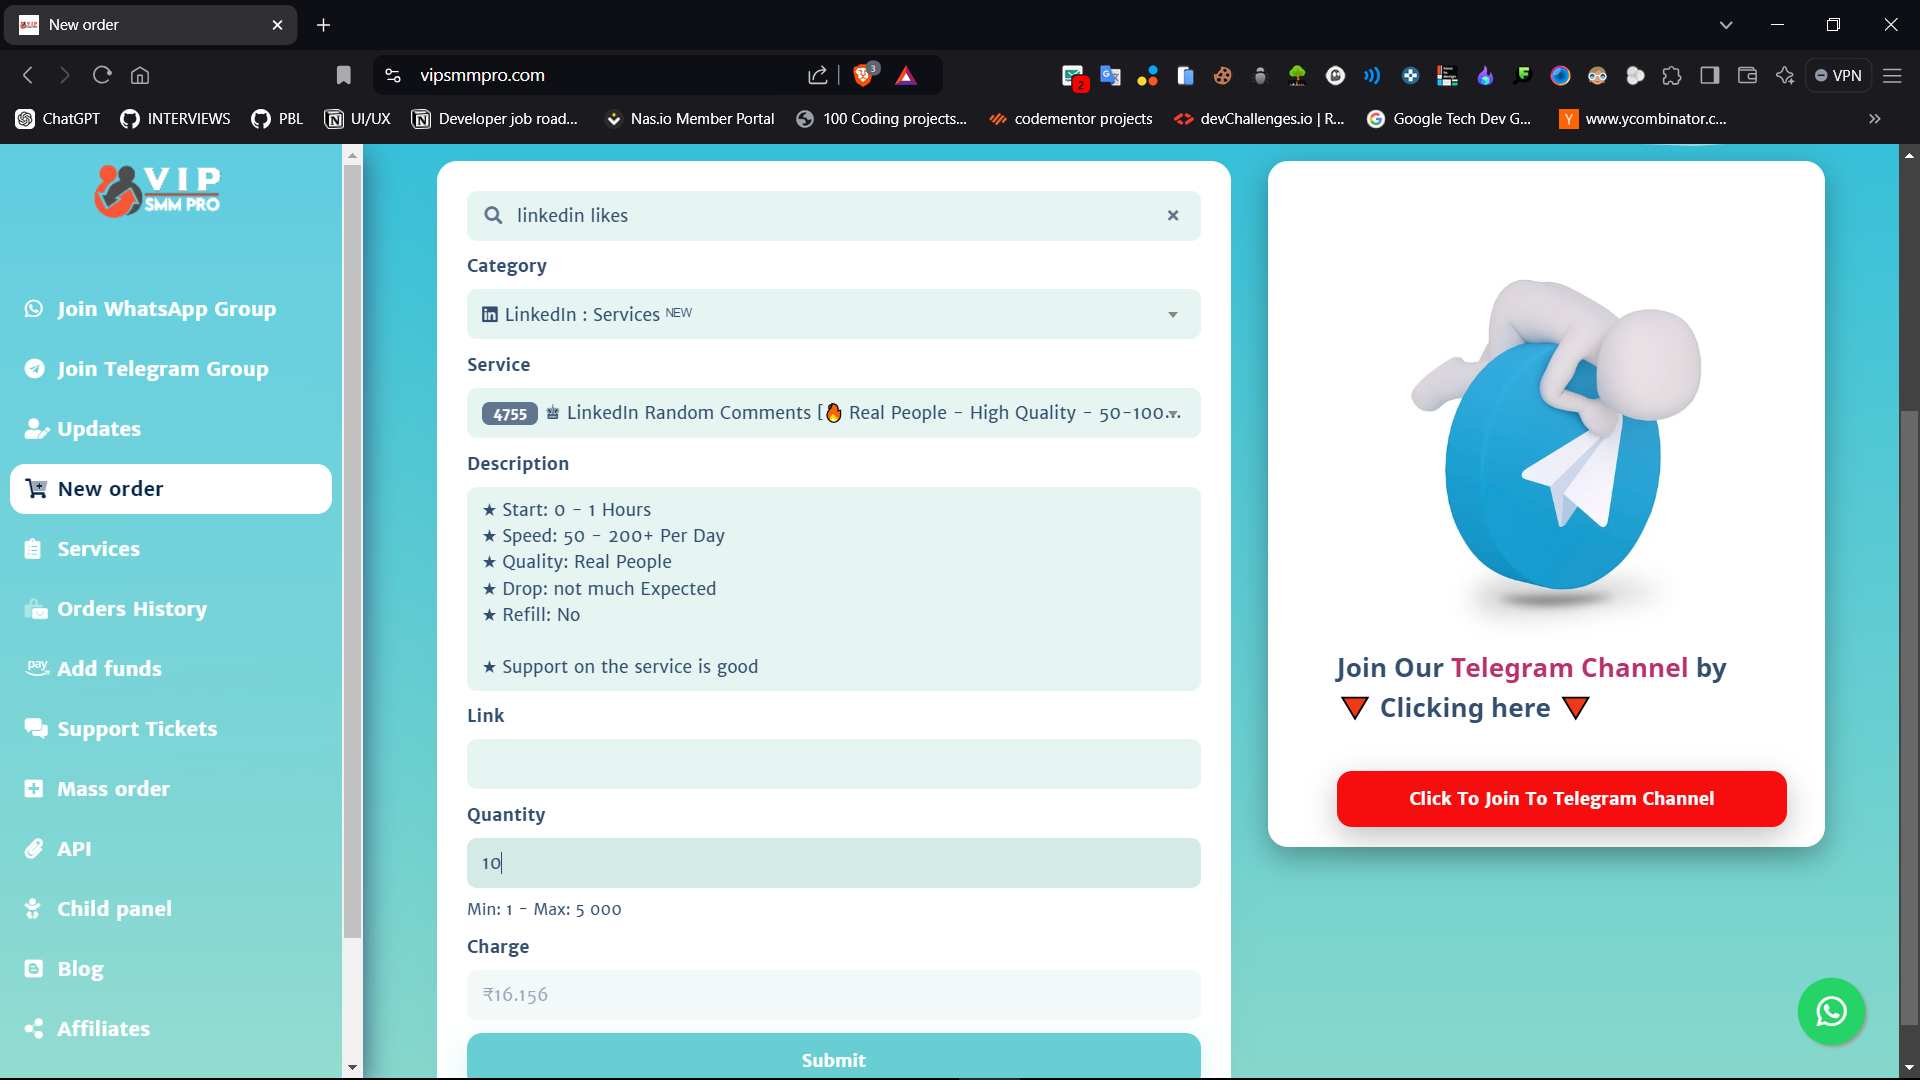 New order
vipsmmpro.com
3
2
VPN
ChatGPT
INTERVIEWS
PBL
UI/UX
Developer job road...
Nas.io Member Portal
100 Coding projects...
codementor projects
devChallenges.io | R...
Google Tech Dev G...
www.ycombinator.c...
VIP
SMM PRO
Join WhatsApp Group
Join Telegram Group
Updates
New order
Services
Orders History
pay Add funds
Support Tickets
Mass order
API
Child panel
Blog
Affiliates
linkedin likes
Category
LinkedIn : Services NEW
Service
4755 LinkedIn Random Comments [🔥 Real People - High Quality - 50-100...
Description
★ Start: 0 - 1 Hours
★ Speed: 50 - 200+ Per Day
★ Quality: Real People
★ Drop: not much Expected
★ Refill: No
★ Support on the service is good
Link
Quantity
10
Min: 1 - Max: 5 000
Charge
₹16.156
Submit
Join Our Telegram Channel by
🔻 Clicking here 🔻
Click To Join To Telegram Channel